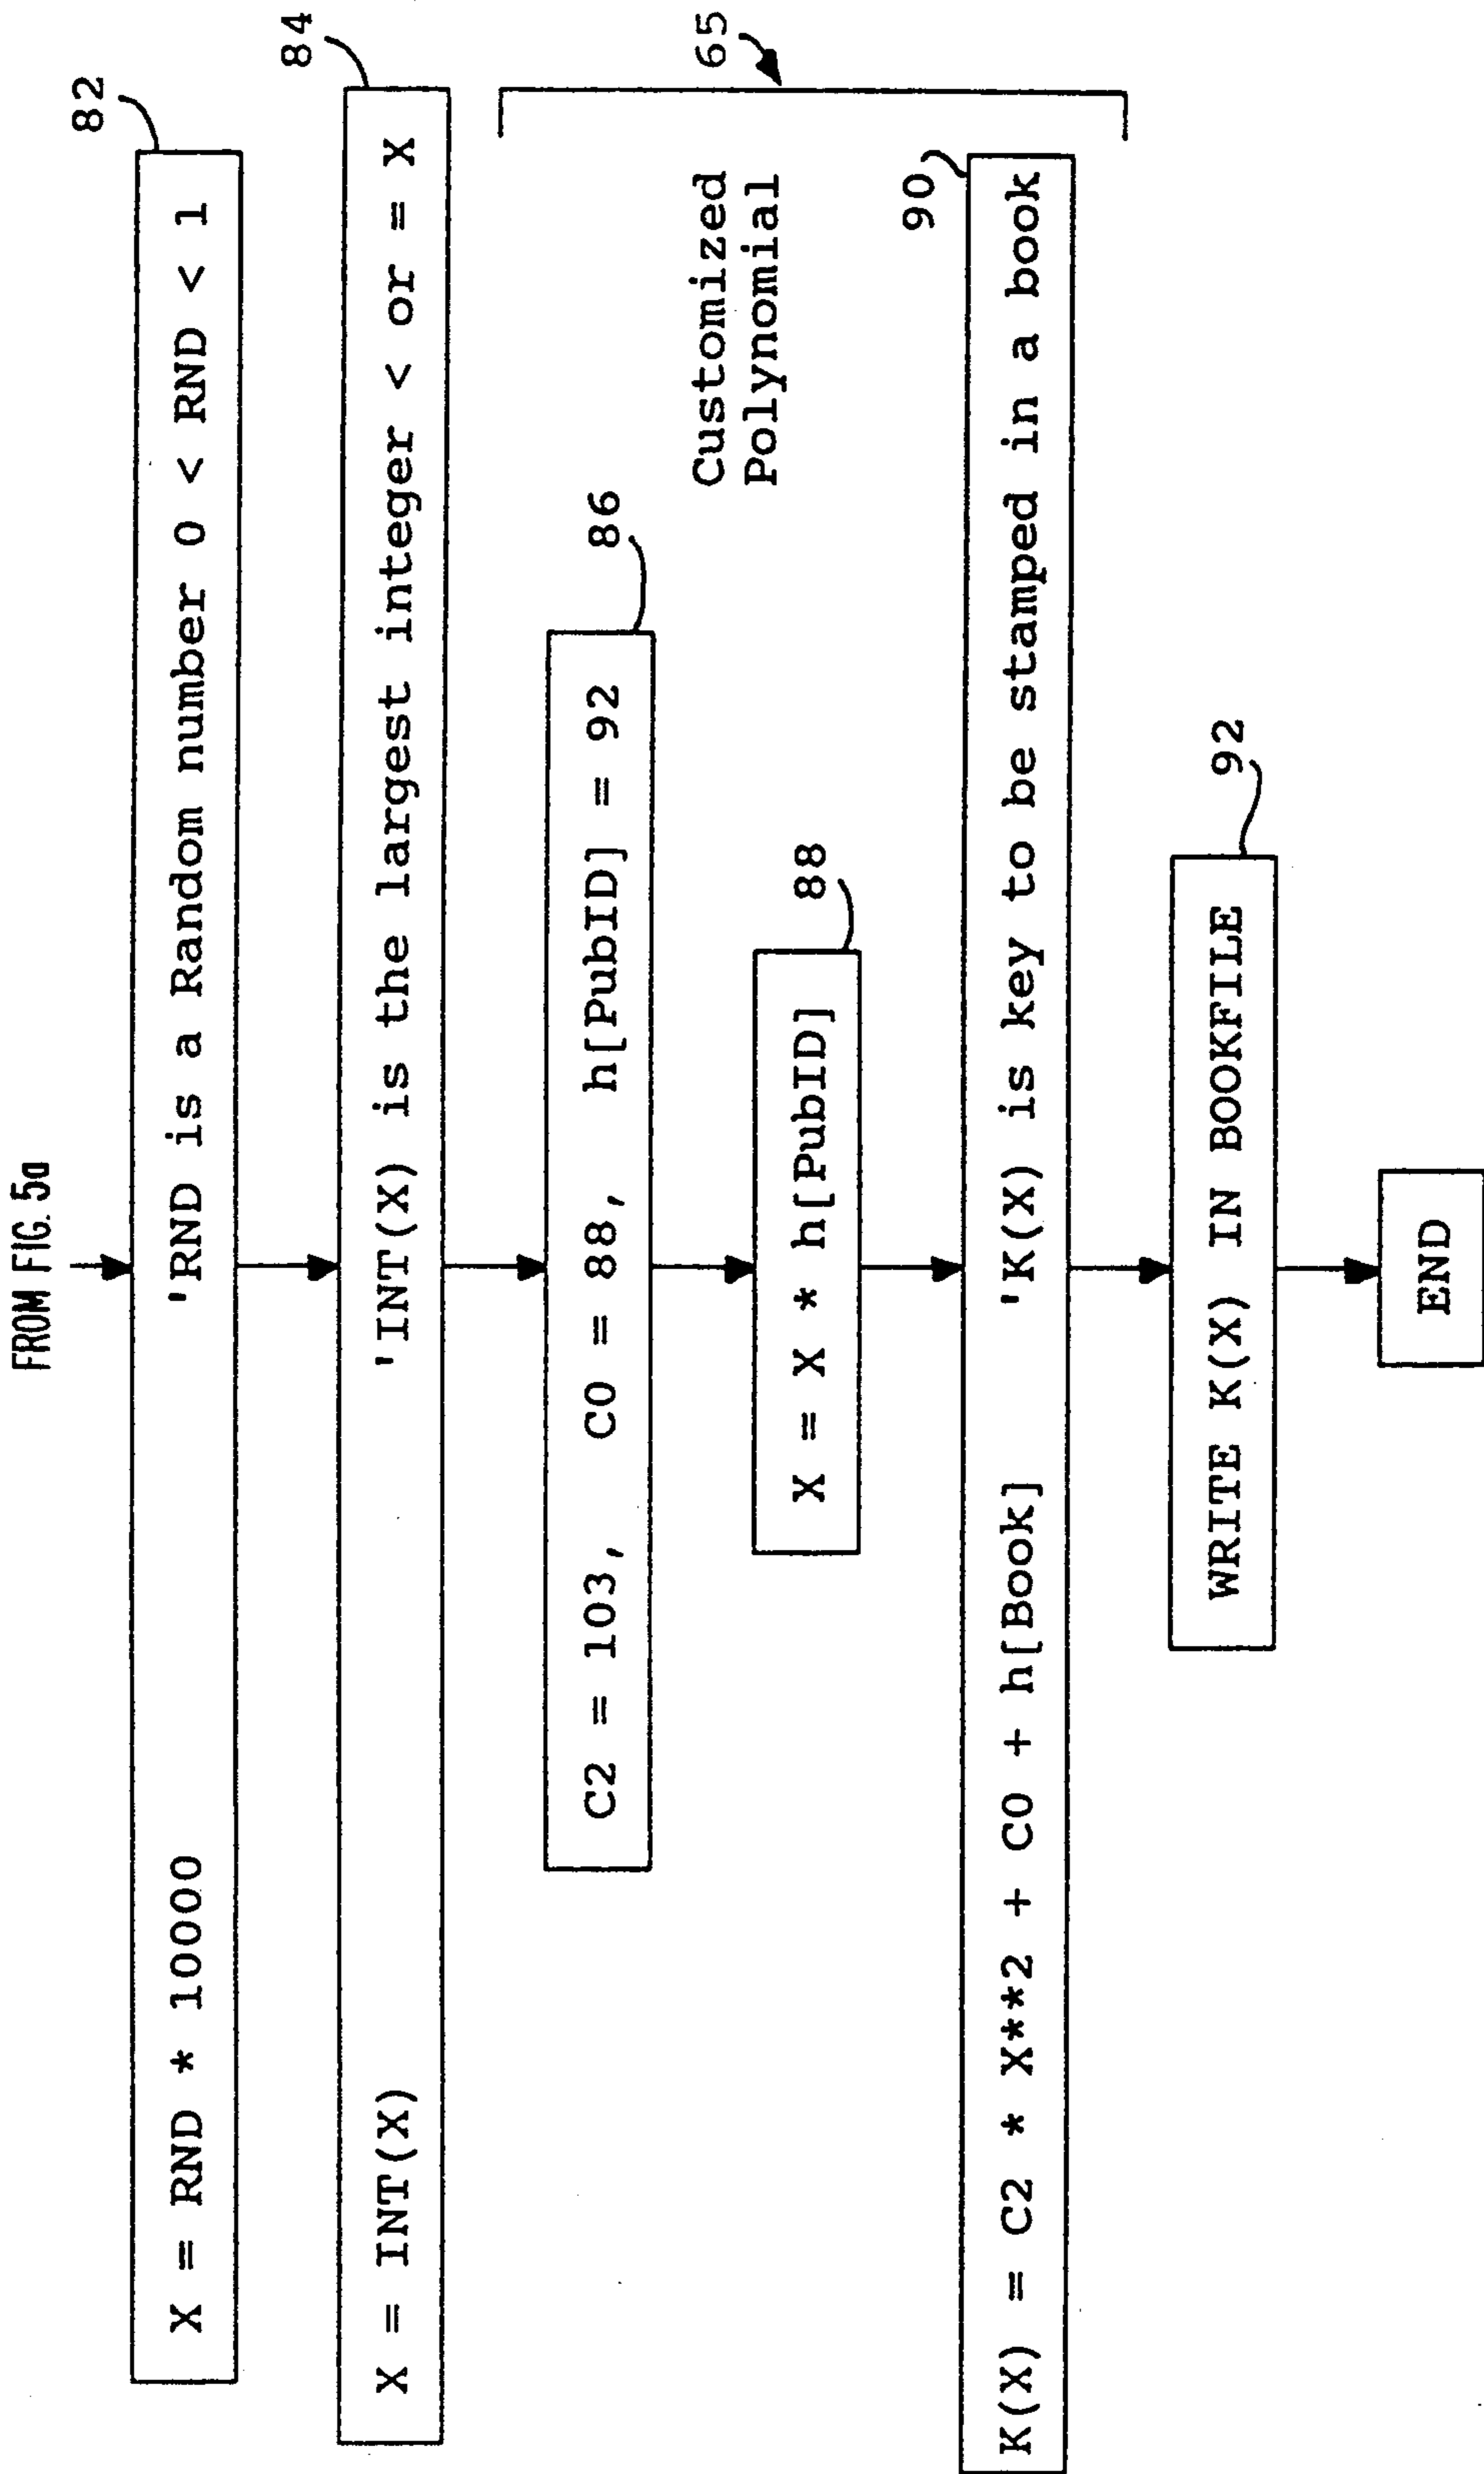 FROM FIG. 5a
X = RND * 10000 'RND is a Random number 0 < RND < 1
82
X = INT(X) 'INT(X) is the largest integer < or = X
84
C2 = 103, C0 = 88, h[PubID] = 92
86
X = X * h[PubID]
88
Customized
Polynomial
65
K(X) = C2 * X**2 + C0 + h[Book] 'K(X) is key to be stamped in a book
90
WRITE K(X) IN BOOKFILE
92
END